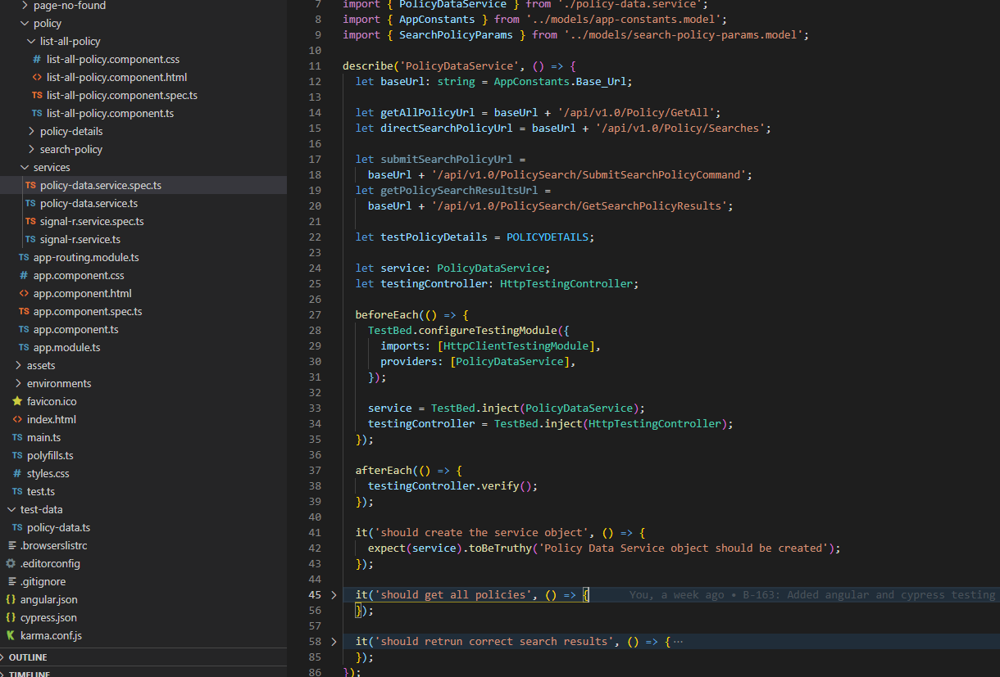 page-no-found
policy
list-all-policy
# list-all-policy.component.css
<> list-all-policy.component.html
TS list-all-policy.component.spec.ts
TS list-all-policy.component.ts
policy-details
search-policy
services
TS policy-data.service.spec.ts
TS policy-data.service.ts
TS signal-r.service.spec.ts
TS signal-r.service.ts
TS app-routing.module.ts
# app.component.css
<> app.component.html
TS app.component.spec.ts
TS app.component.ts
TS app.module.ts
assets
environments
favicon.ico
<> index.html
TS main.ts
TS polyfills.ts
# styles.css
TS test.ts
test-data
TS policy-data.ts
.browserslistrc
.editorconfig
.gitignore
{} angular.json
{} cypress.json
K karma.conf.js
OUTLINE
TIMELINE
7 import { PolicyDataService } from './policy-data.service';
8 import { AppConstants } from '../models/app-constants.model';
9 import { SearchPolicyParams } from '../models/search-policy-params.model';
10
11 describe('PolicyDataService', () => {
12 let baseUrl: string = AppConstants.Base_Url;
13
14 let getAllPolicyUrl = baseUrl + '/api/v1.0/Policy/GetAll';
15 let directSearchPolicyUrl = baseUrl + '/api/v1.0/Policy/Searches';
16
17 let submitSearchPolicyUrl =
18 baseUrl + '/api/v1.0/PolicySearch/SubmitSearchPolicyCommand';
19 let getPolicySearchResultsUrl =
20 baseUrl + '/api/v1.0/PolicySearch/GetSearchPolicyResults';
21
22 let testPolicyDetails = POLICYDETAILS;
23
24 let service: PolicyDataService;
25 let testingController: HttpTestingController;
26
27 beforeEach(() => {
28 TestBed.configureTestingModule({
29 imports: [HttpClientTestingModule],
30 providers: [PolicyDataService],
31 });
32
33 service = TestBed.inject(PolicyDataService);
34 testingController = TestBed.inject(HttpTestingController);
35 });
36
37 afterEach(() => {
38 testingController.verify();
39 });
40
41 it('should create the service object', () => {
42 expect(service).toBeTruthy('Policy Data Service object should be created');
43 });
44
45 it('should get all policies', () => { You, a week ago • B-163: Added angular and cypress testing
56 });
57
58 it('should retrun correct search results', () => {···
85 });
86 });